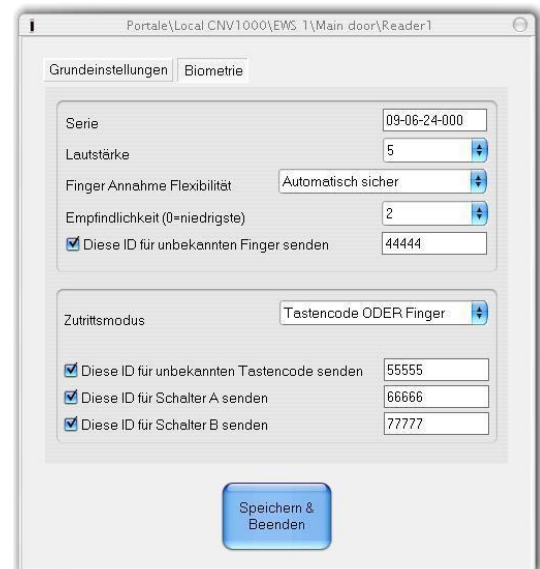 Portale\Local CNV1000\EWS 1\Main door\Reader1
Grundeinstellungen Biometrie
Serie 09-06-24-000
Lautstärke 5
Finger Annahme Flexibilität Automatisch sicher
Empfindlichkeit (0=niedrigste) 2
Diese ID für unbekannten Finger senden 44444
Zutrittsmodus Tastencode ODER Finger
Diese ID für unbekannten Tastencode senden 55555
Diese ID für Schalter A senden 66666
Diese ID für Schalter B senden 77777
Speichern &
Beenden